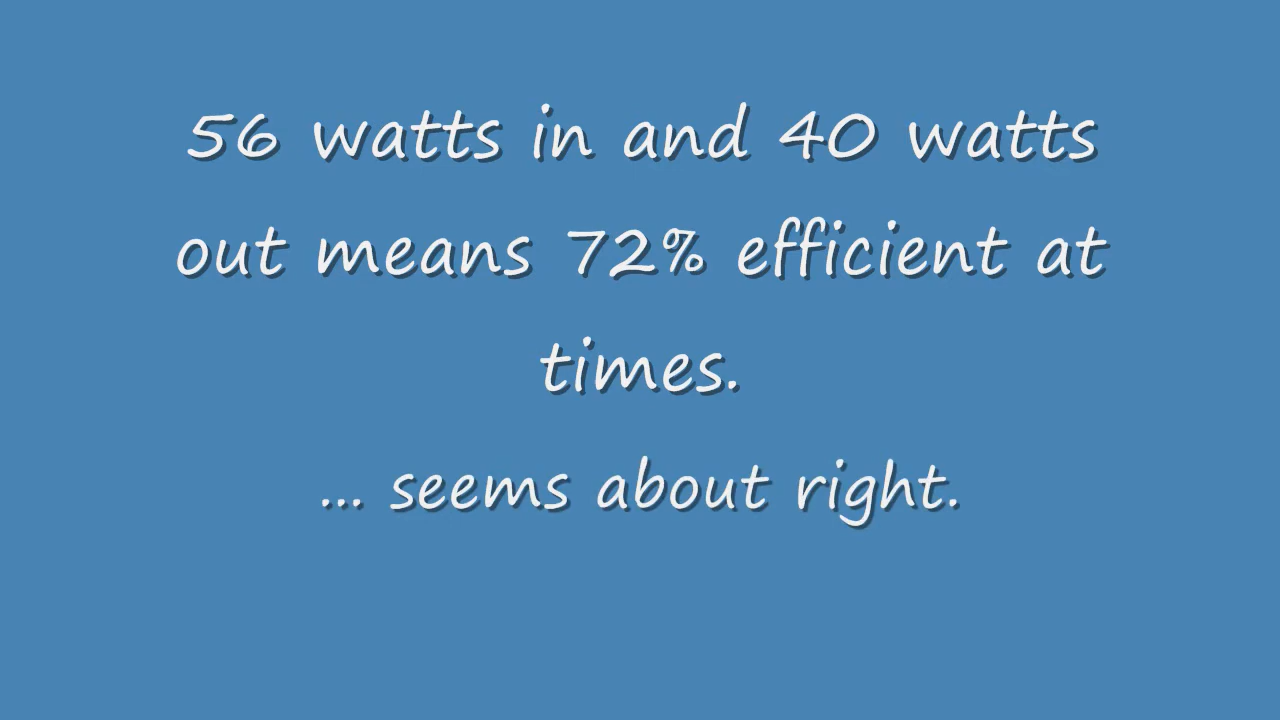 56 watts in and 40 watts
out means 72% efficient at
times.
... seems about right.